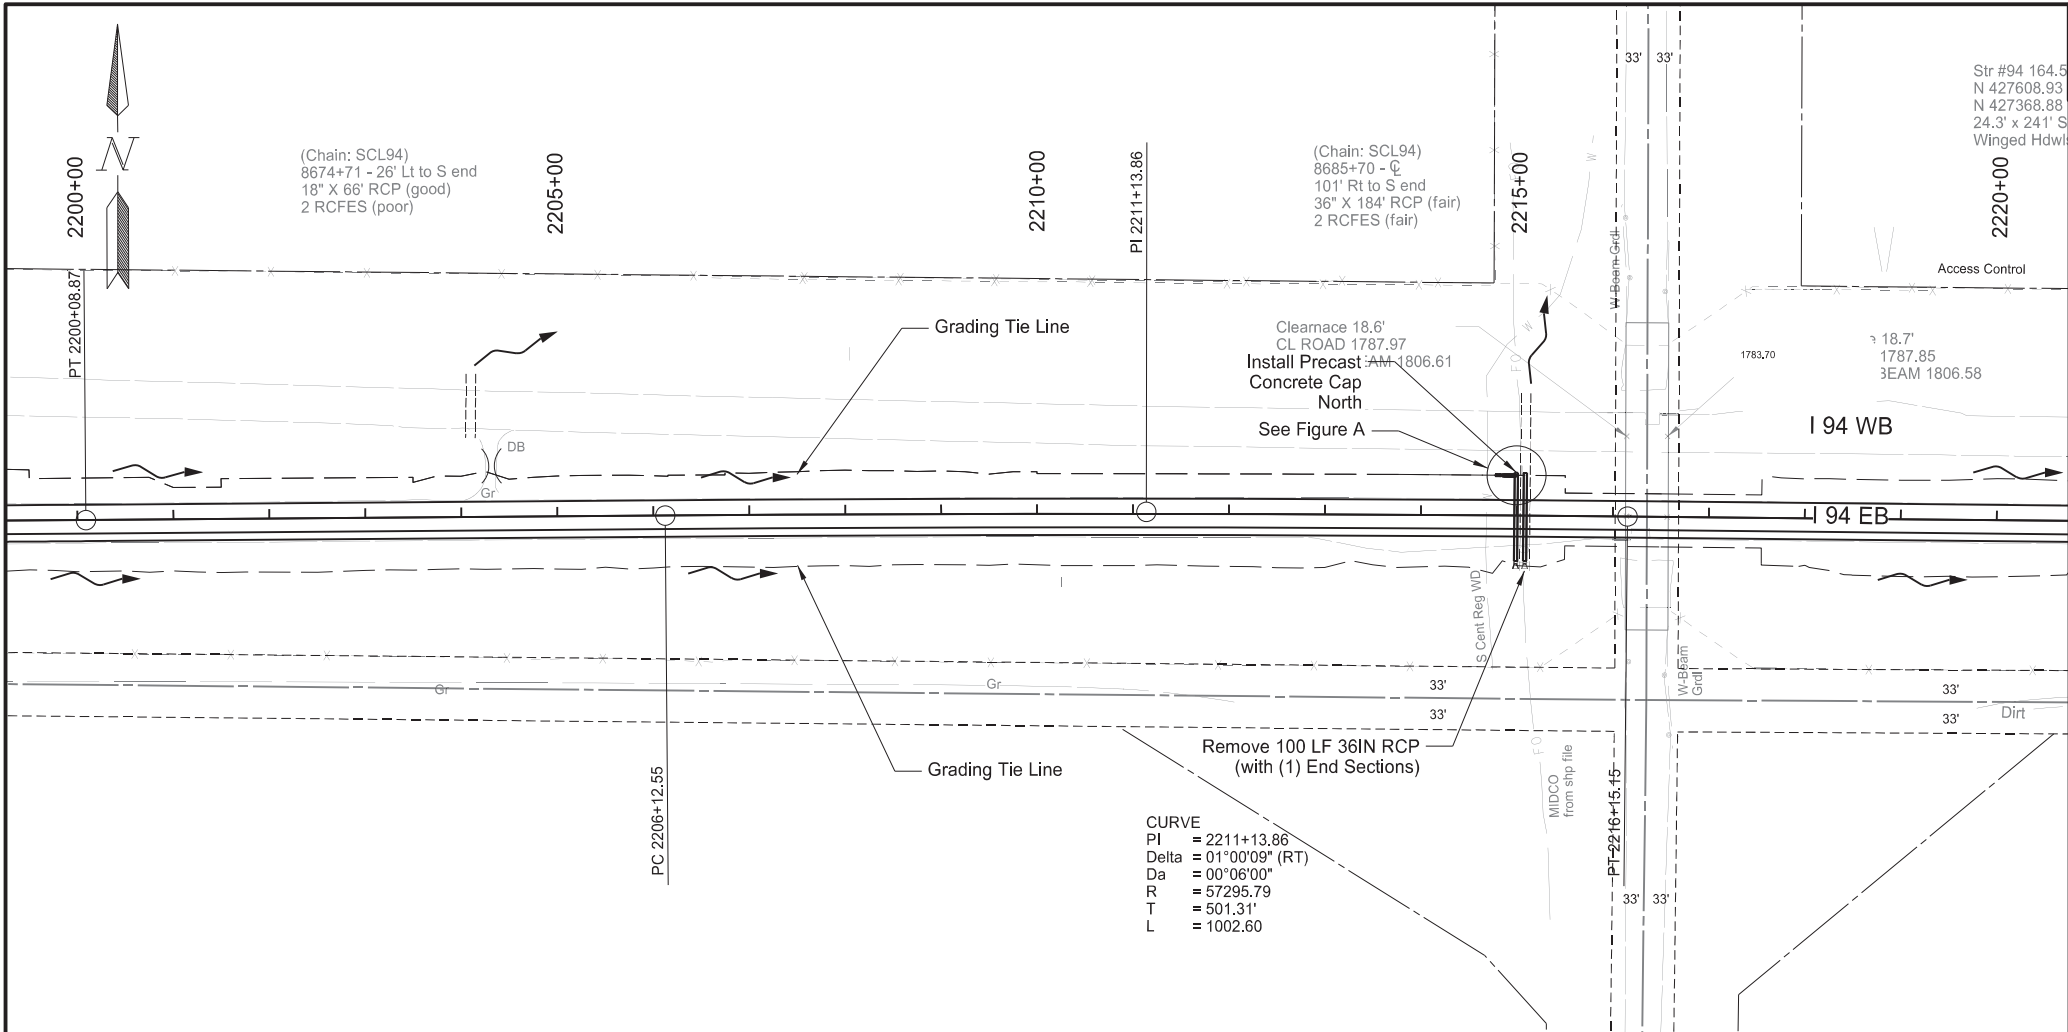 N
2200+00
(Chain: SCL94)
8674+71 - 26' Lt to S end
18" X 66' RCP (good)
2 RCFES (poor)
2205+00
2210+00
PI 2211+13.86
(Chain: SCL94)
8685+70 - ℄
101' Rt to S end
36" X 184' RCP (fair)
2 RCFES (fair)
2215+00
33' 33'
Str #94 164.5
N 427608.93
N 427368.88
24.3' x 241' S
Winged Hdwl
2220+00
Access Control
PT 2200+08.87
W-Beam Grdl
FO
W
W
Grading Tie Line
Clearnace 18.6'
CL ROAD 1787.97
EAM 1806.61
Install Precast
Concrete Cap
North
See Figure A
FO
1783.70
18.7'
1787.85
BEAM 1806.58
I 94 WB
DB
Gr
I 94 EB
S Cent Reg WD
W-Beam
Grdl
Gr
Gr
33'
33'
33'
33'
Dirt
Grading Tie Line
Remove 100 LF 36IN RCP
(with (1) End Sections)
FO
MIDCO
from shp file
PC 2206+12.55
PT 2216+15.15
CURVE
PI = 2211+13.86
Delta = 01°00'09" (RT)
Da = 00°06'00"
R = 57295.79
T = 501.31'
L = 1002.60
33' 33'